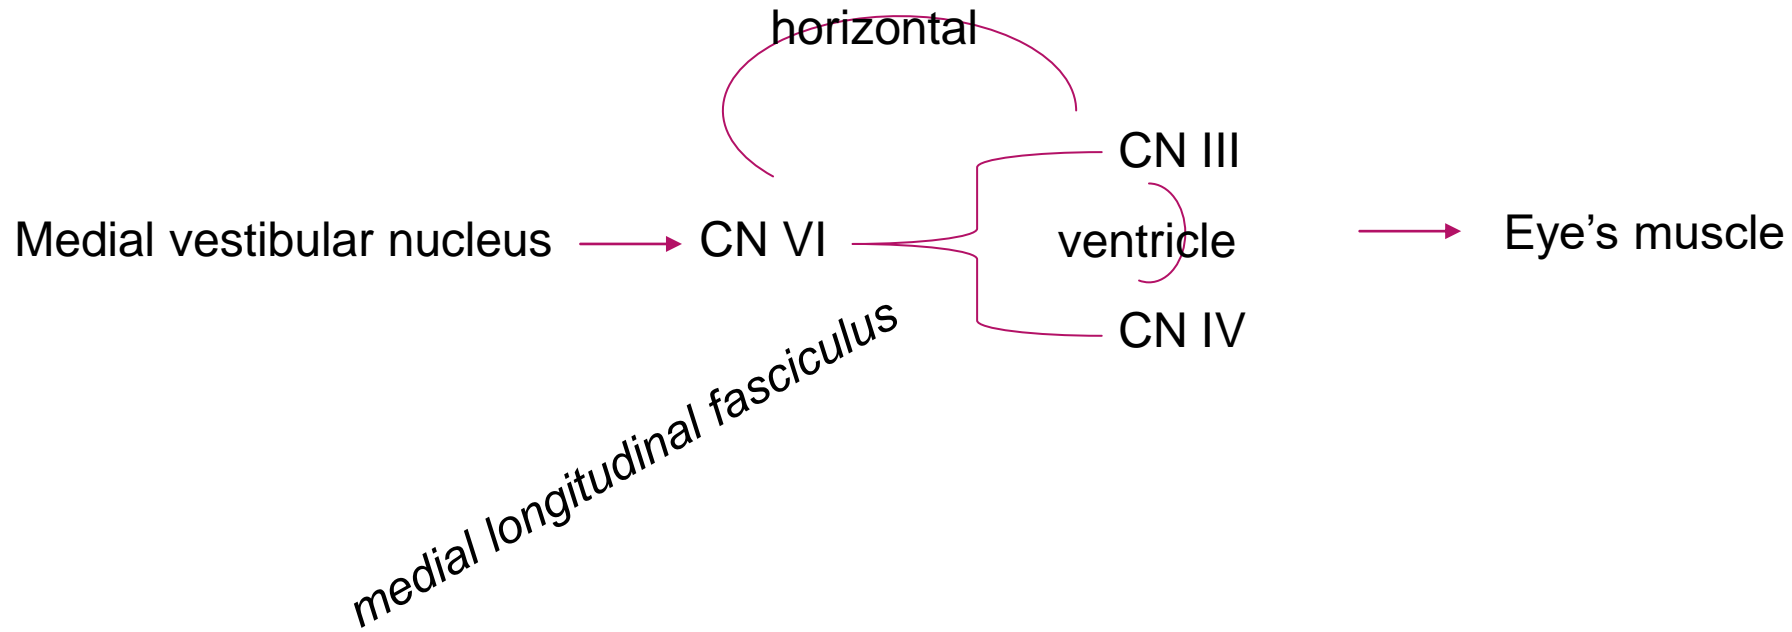 horizontal
CN III
Medial vestibular nucleus
CN VI
ventricle
Eye's muscle
CN IV
medial longitudinal fasciculus